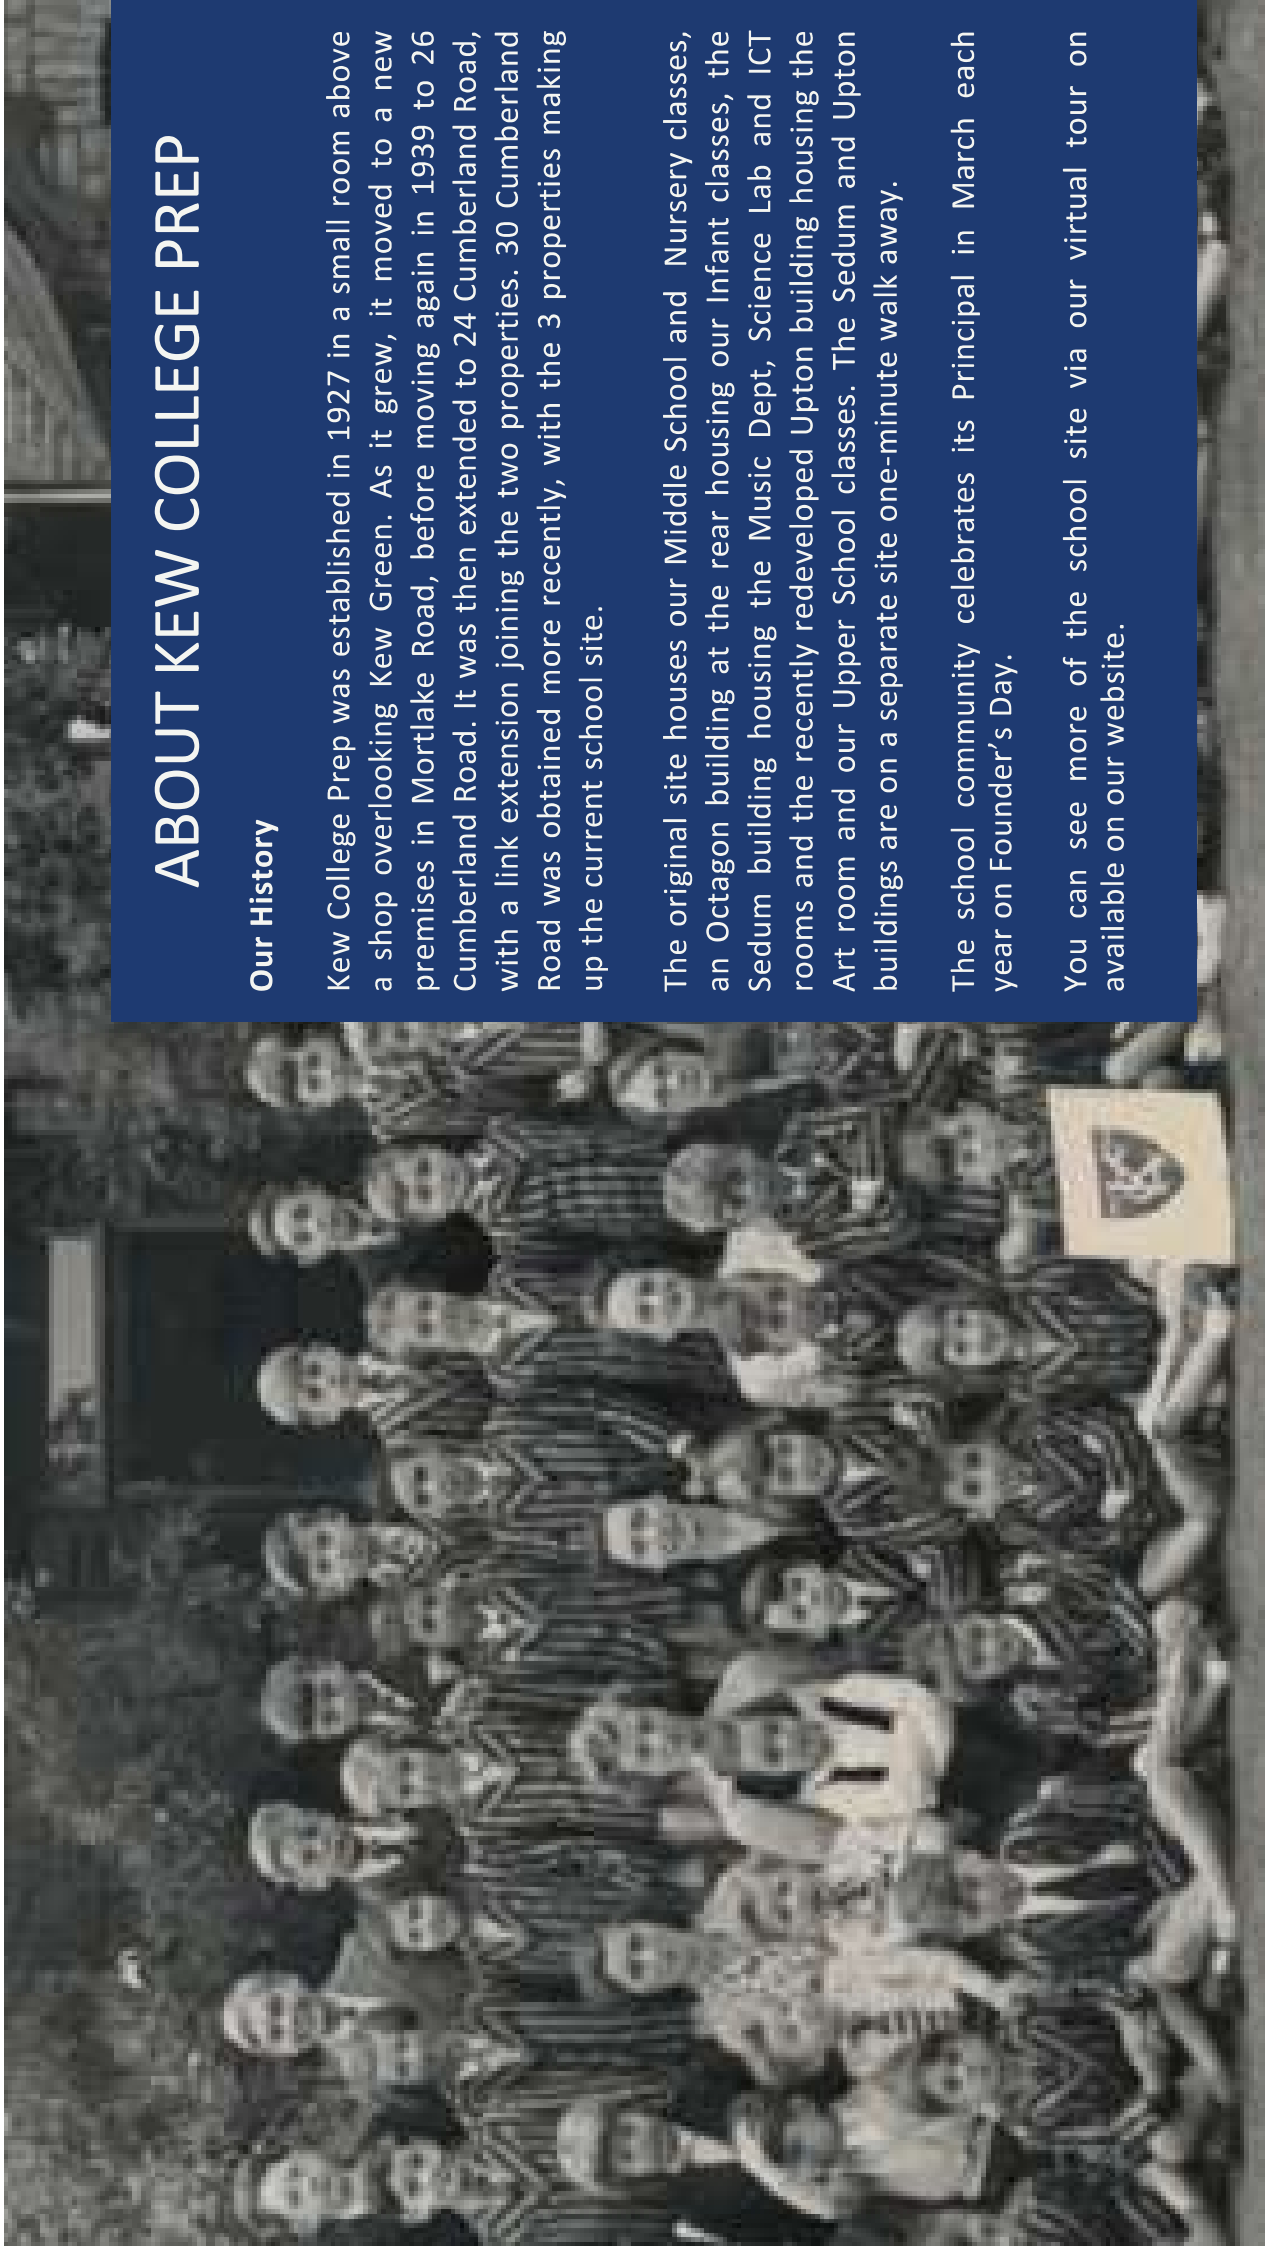 ABOUT KEW COLLEGE PREP
Our History
Kew College Prep was established in 1927 in a small room above
a shop overlooking Kew Green. As it grew, it moved to a new
premises in Mortlake Road, before moving again in 1939 to 26
Cumberland Road. It was then extended to 24 Cumberland Road,
with a link extension joining the two properties. 30 Cumberland
Road was obtained more recently, with the 3 properties making
up the current school site.
The original site houses our Middle School and Nursery classes,
an Octagon building at the rear housing our Infant classes, the
Sedum building housing the Music Dept, Science Lab and ICT
rooms and the recently redeveloped Upton building housing the
Art room and our Upper School classes. The Sedum and Upton
buildings are on a separate site one-minute walk away.
The school community celebrates its Principal in March each
year on Founder’s Day.
You can see more of the school site via our virtual tour on
available on our website.